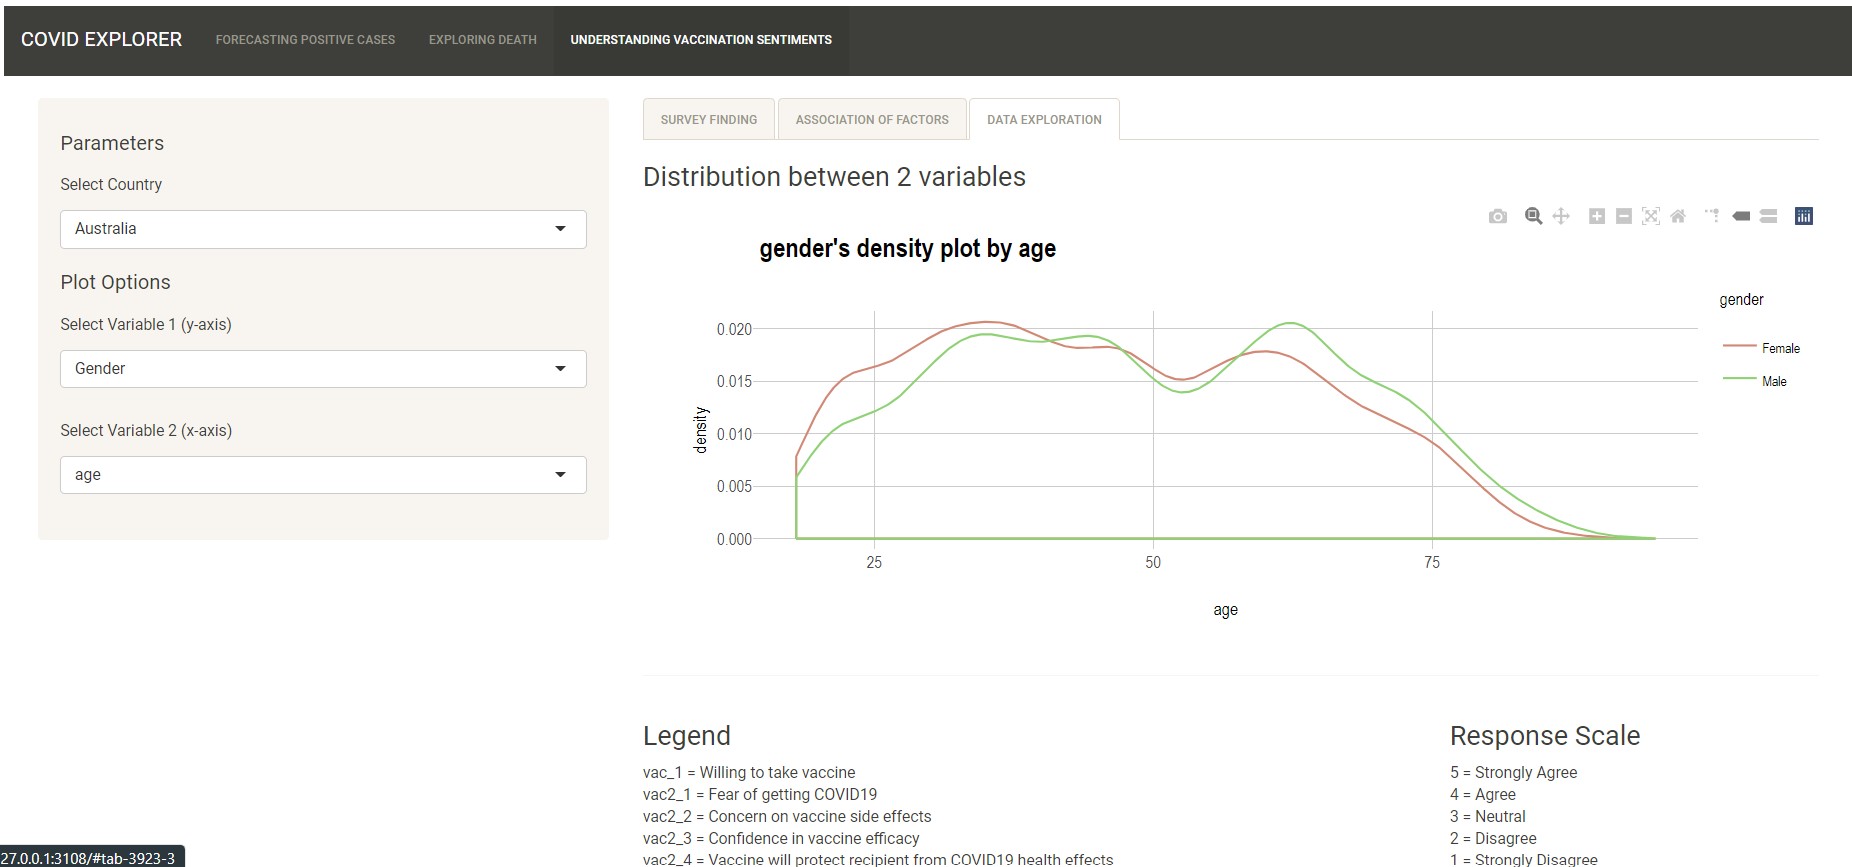 COVID EXPLORER FORECASTING POSITIVE CASES EXPLORING DEATH UNDERSTANDING VACCINATION SENTIMENTS
Parameters
Select Country
Australia
Plot Options
Select Variable 1 (y-axis)
Gender
Select Variable 2 (x-axis)
age
SURVEY FINDING ASSOCIATION OF FACTORS DATA EXPLORATION
Distribution between 2 variables
gender's density plot by age
gender
Female
Male
density
0.020
0.015
0.010
0.005
0.000
25 50 75
age
Legend
vac_1 = Willing to take vaccine
vac2_1 = Fear of getting COVID19
vac2_2 = Concern on vaccine side effects
vac2_3 = Confidence in vaccine efficacy
vac2_4 = Vaccine will protect recipient from COVID19 health effects
Response Scale
5 = Strongly Agree
4 = Agree
3 = Neutral
2 = Disagree
1 = Strongly Disagree
27.0.0.1:3108/#tab-3923-3